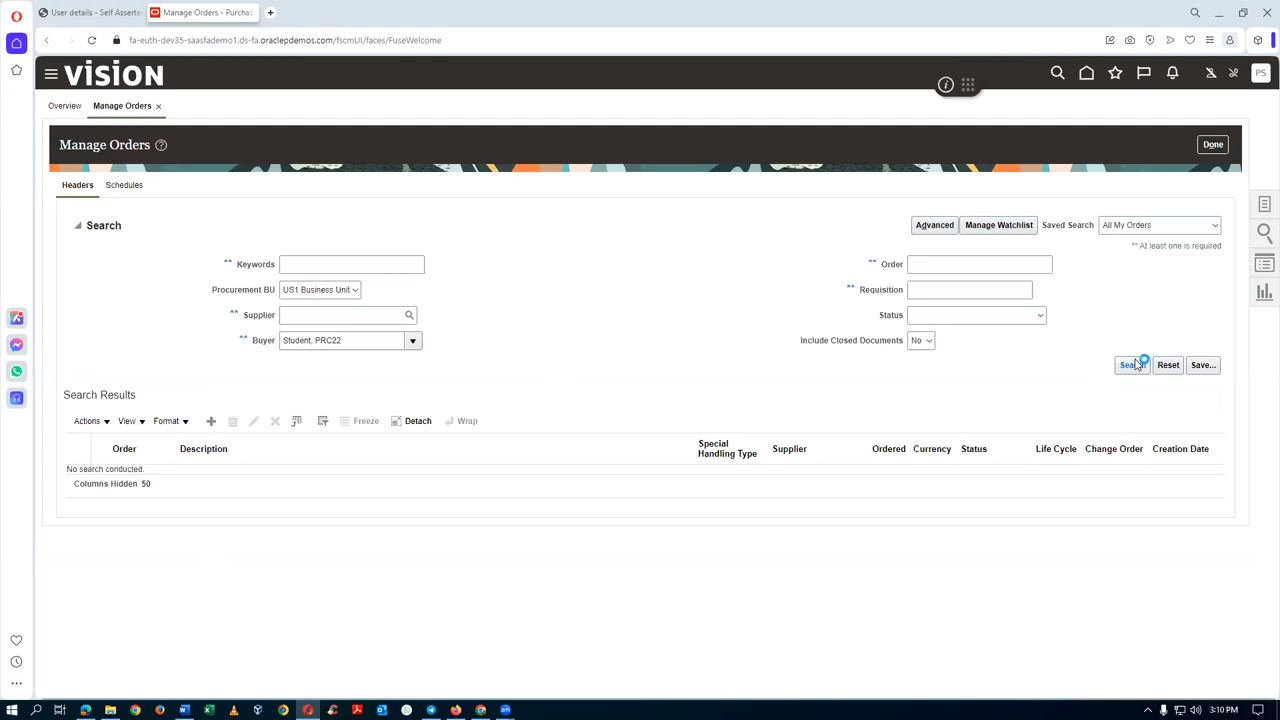 User details - Self Asserte
Manage Orders - Purchas
fa-euth-dev35-saasfademo1.ds-fa.oraclepdemos.com/fscmUI/faces/FuseWelcome
VISION
PS
Overview
Manage Orders
Manage Orders
Done
Headers
Schedules
Search
Advanced
Manage Watchlist
Saved Search
All My Orders
** At least one is required
** Keywords
** Order
Procurement BU
US1 Business Unit
** Requisition
** Supplier
Status
** Buyer
Student, PRC22
Include Closed Documents
No
Reset
Save...
Search Results
Actions
View
Format
Freeze
Detach
Wrap
Order
Description
Special Handling Type
Supplier
Ordered
Currency
Status
Life Cycle
Change Order
Creation Date
No search conducted.
Columns Hidden 50
3:10 PM